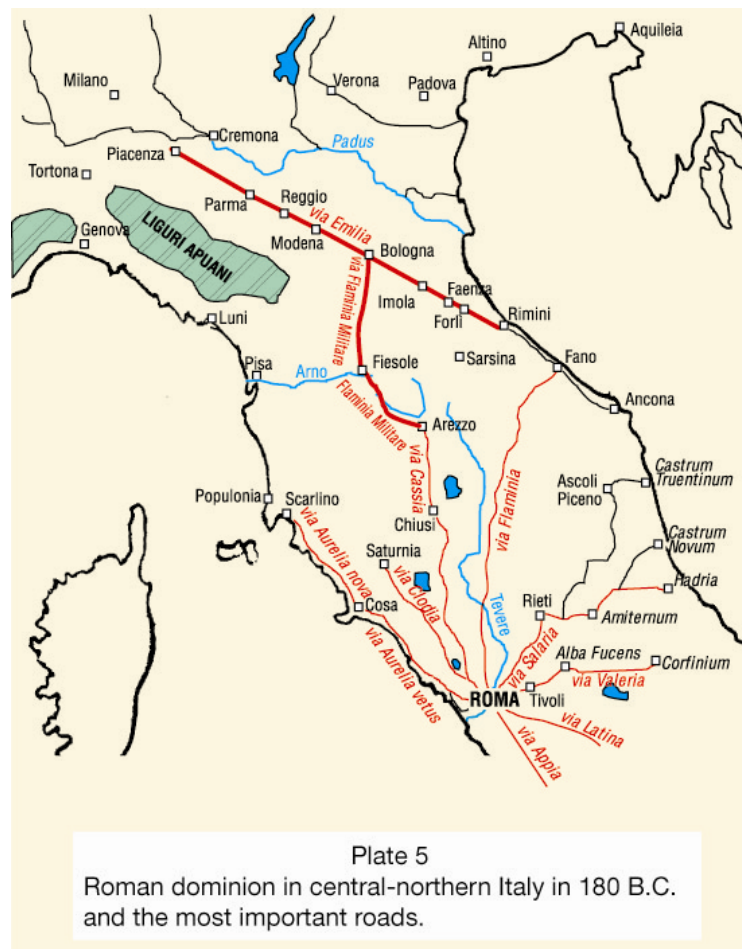 Aquileia
Altino
Milano
Verona
Padova
Cremona
Padus
Piacenza
Tortona
Parma
Reggio
via Emilia
Modena
Genova
LIGURI APUANI
Bologna
via Flaminia Militare
Imola
Faenza
Forlì
Rimini
Luni
Sarsina
Fano
Pisa
Arno
Fiesole
Flaminia Militare
Ancona
Arezzo
via Cassia
via Flaminia
Castrum
Truentinum
Ascoli
Piceno
Populonia
Scarlino
Chiusi
via Aurelia nova
Saturnia
via Clodia
Castrum
Novum
Hadria
Tevere
Rieti
Cosa
Amiternum
via Salaria
via Aurelia vetus
Alba Fucens
Corfinium
via Valeria
ROMA
Tivoli
via Latina
via Appia
Plate 5
Roman dominion in central-northern Italy in 180 B.C.
and the most important roads.